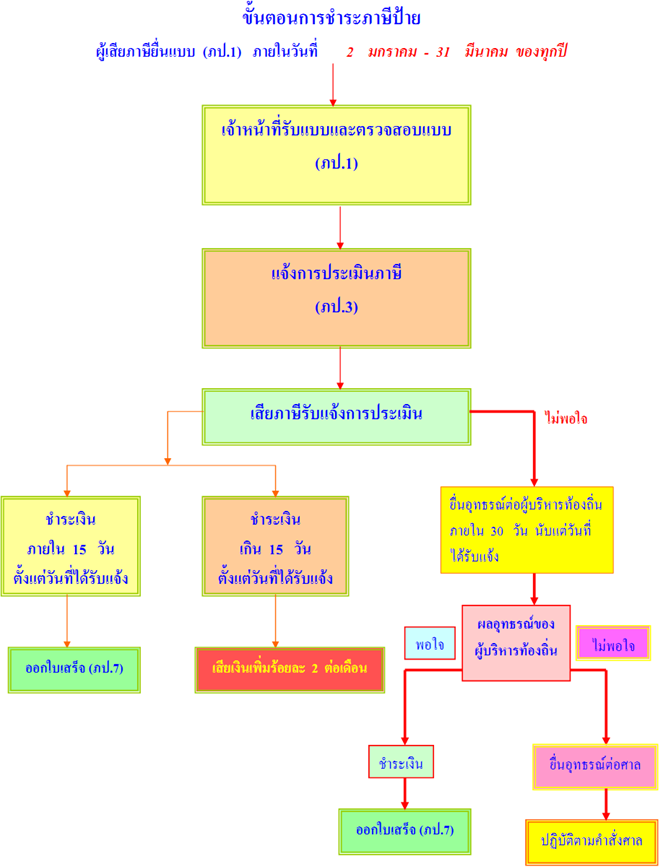 ขั้นตอนการชำระภาษีป้าย
ผู้เสียภาษียื่นแบบ (ภป.1) ภายในวันที่ 2 มกราคม - 31 มีนาคม ของทุกปี
เจ้าหน้าที่รับแบบและตรวจสอบแบบ
(ภป.1)
แจ้งการประเมินภาษี
(ภป.3)
เสียภาษีรับแจ้งการประเมิน
ไม่พอใจ
ชำระเงิน
ภายใน 15 วัน
ตั้งแต่วันที่ได้รับแจ้ง
ชำระเงิน
เกิน 15 วัน
ตั้งแต่วันที่ได้รับแจ้ง
ยื่นอุทธรณ์ต่อผู้บริหารท้องถิ่น
ภายใน 30 วัน นับแต่วันที่
ได้รับแจ้ง
ออกใบเสร็จ (ภป.7)
เสียเงินเพิ่มร้อยละ 2 ต่อเดือน
พอใจ
ผลอุทธรณ์ของ
ผู้บริหารท้องถิ่น
ไม่พอใจ
ชำระเงิน
ยื่นอุทธรณ์ต่อศาล
ออกใบเสร็จ (ภป.7)
ปฏิบัติตามคำสั่งศาล